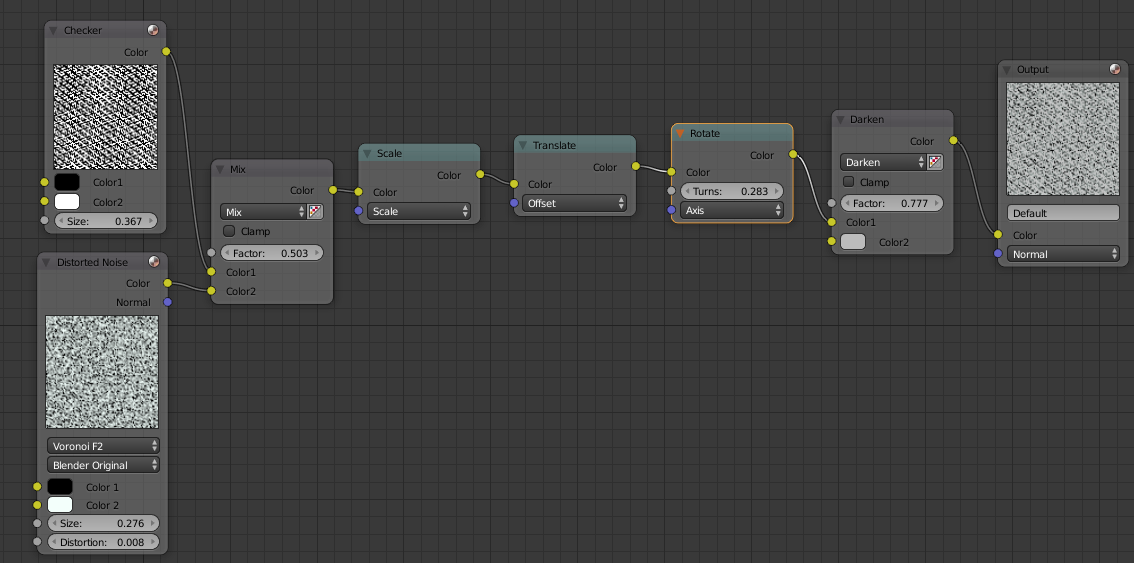 Checker
Color
Color1
Color2
Size: 0.367
Distorted Noise
Color
Normal
Voronoi F2
Blender Original
Color 1
Color 2
Size: 0.276
Distortion: 0.008
Mix
Color
Mix
Clamp
Factor: 0.503
Color1
Color2
Scale
Color
Color
Scale
Translate
Color
Color
Offset
Rotate
Color
Color
Turns: 0.283
Axis
Darken
Color
Darken
Clamp
Factor: 0.777
Color1
Color2
Output
Default
Color
Normal